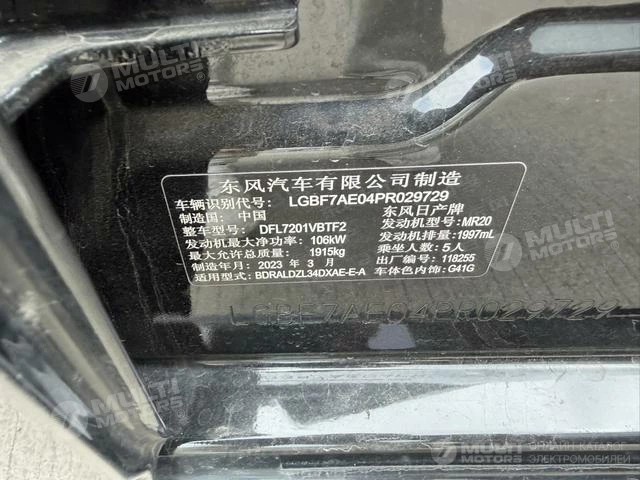 MULTI
MOTORS
MULTI
MOTORS
东风汽车有限公司制造
车辆识别代号: LGBF7AE04PR029729
制造国: 中国 东风日产牌
整车型号: DFL7201VBTF2 发动机型号: MR20
发动机最大净功率: 106kW 发动机排量: 1997mL
最大允许总质量: 1915kg 乘坐人数: 5人
制造年月: 2023 年 3 月 出厂编号: 118255
适用型号: BDRALDZL34DXAE-E-A 车体色内饰: G41G
LGBF7AE04PR029729
MULTI
MOTORS
MULTI
MOTORS
ЭЛЕКТРОМОБИЛЕЙ